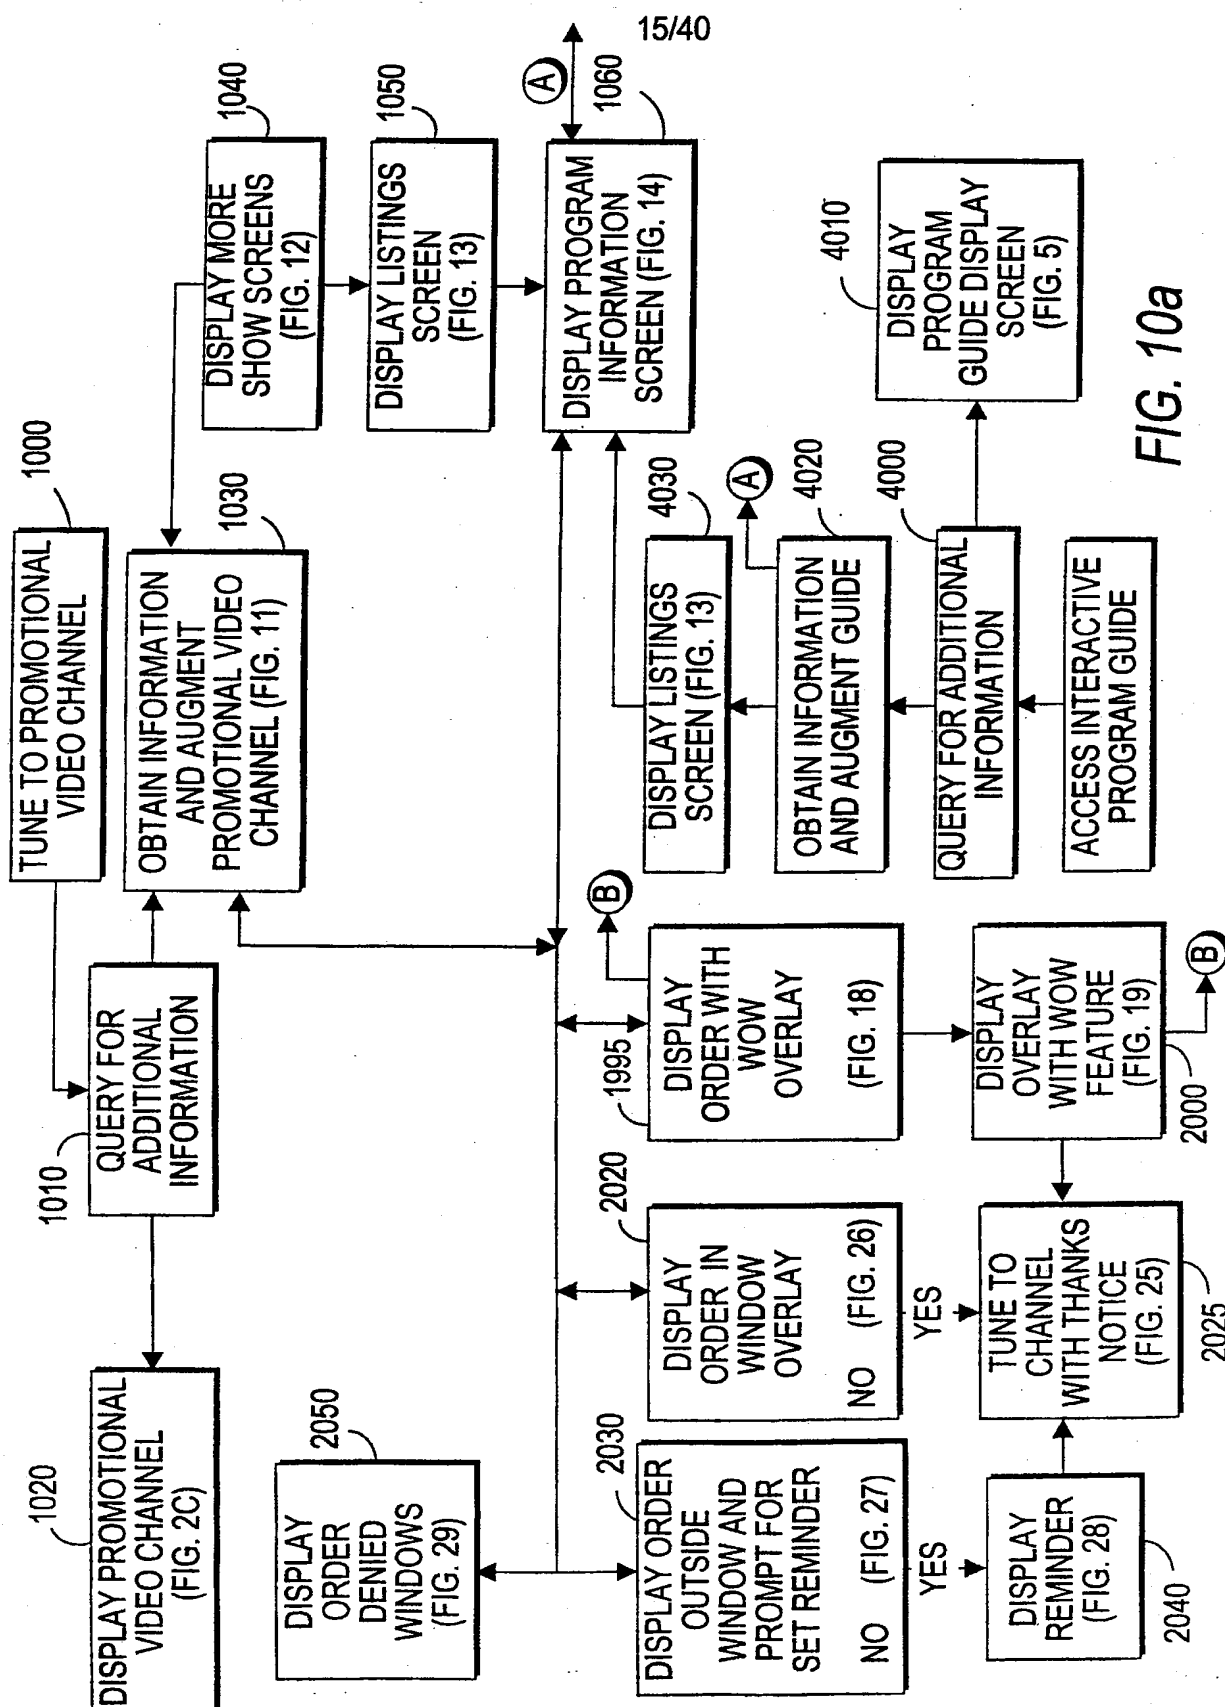 15/40
1000
TUNE TO PROMOTIONAL
VIDEO CHANNEL
1010
QUERY FOR
ADDITIONAL
INFORMATION
1020
DISPLAY PROMOTIONAL
VIDEO CHANNEL
(FIG. 2C)
1030
OBTAIN INFORMATION
AND AUGMENT
PROMOTIONAL VIDEO
CHANNEL (FIG. 11)
1040
DISPLAY MORE
SHOW SCREENS
(FIG. 12)
1050
DISPLAY LISTINGS
SCREEN
(FIG. 13)
1060
DISPLAY PROGRAM
INFORMATION
SCREEN (FIG. 14)
A
2050
DISPLAY
ORDER
DENIED
WINDOWS
(FIG. 29)
2030
DISPLAY ORDER
OUTSIDE
WINDOW AND
PROMPT FOR
SET REMINDER
NO (FIG. 27)
YES
DISPLAY
REMINDER
(FIG. 28)
2040
2020
DISPLAY
ORDER IN
WINDOW
OVERLAY
NO (FIG. 26)
YES
TUNE TO
CHANNEL
WITH THANKS
NOTICE
(FIG. 25)
2025
1995
DISPLAY
ORDER WITH
WOW
OVERLAY
(FIG. 18)
B
DISPLAY
OVERLAY
WITH WOW
FEATURE
(FIG. 19)
2000
B
4030
DISPLAY LISTINGS
SCREEN (FIG. 13)
A
4020
OBTAIN INFORMATION
AND AUGMENT GUIDE
4000
QUERY FOR ADDITIONAL
INFORMATION
ACCESS INTERACTIVE
PROGRAM GUIDE
4010
DISPLAY
PROGRAM
GUIDE DISPLAY
SCREEN
(FIG. 5)
FIG. 10a